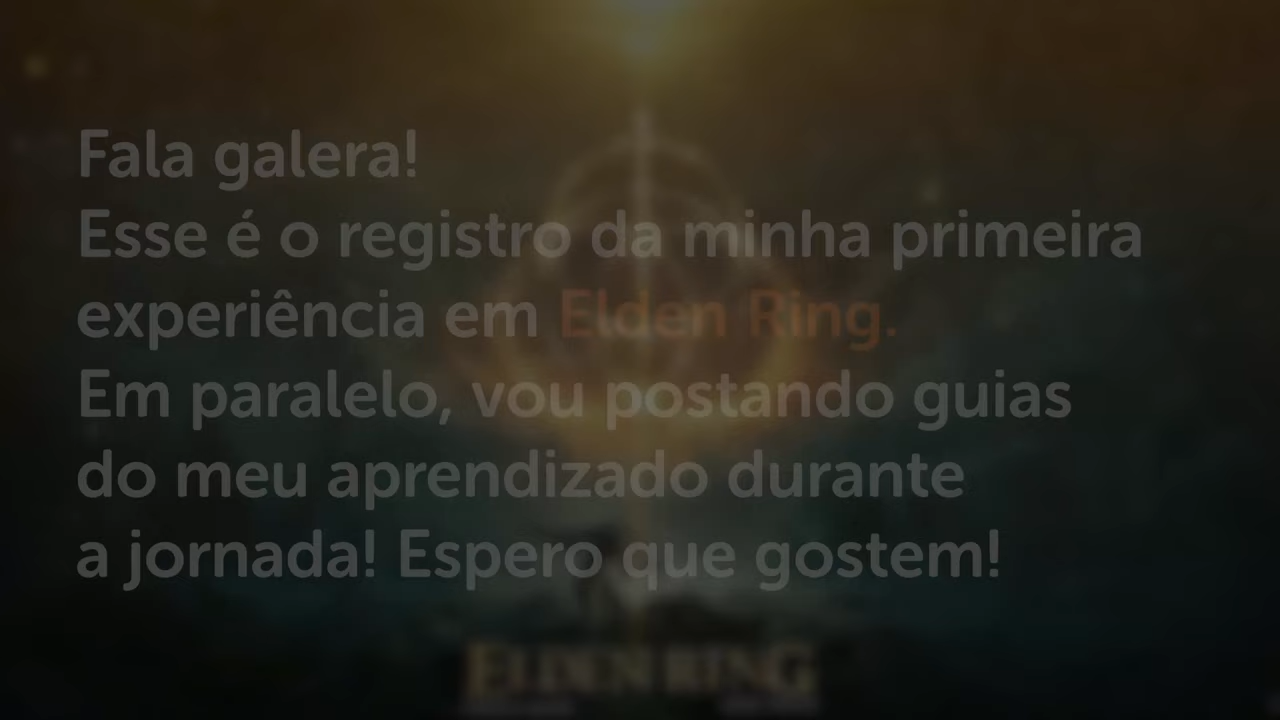 Fala galera!
Esse é o registro da minha primeira
experiência em Elden Ring.
Em paralelo, vou postando guias
do meu aprendizado durante
a jornada! Espero que gostem!
ELDEN RING